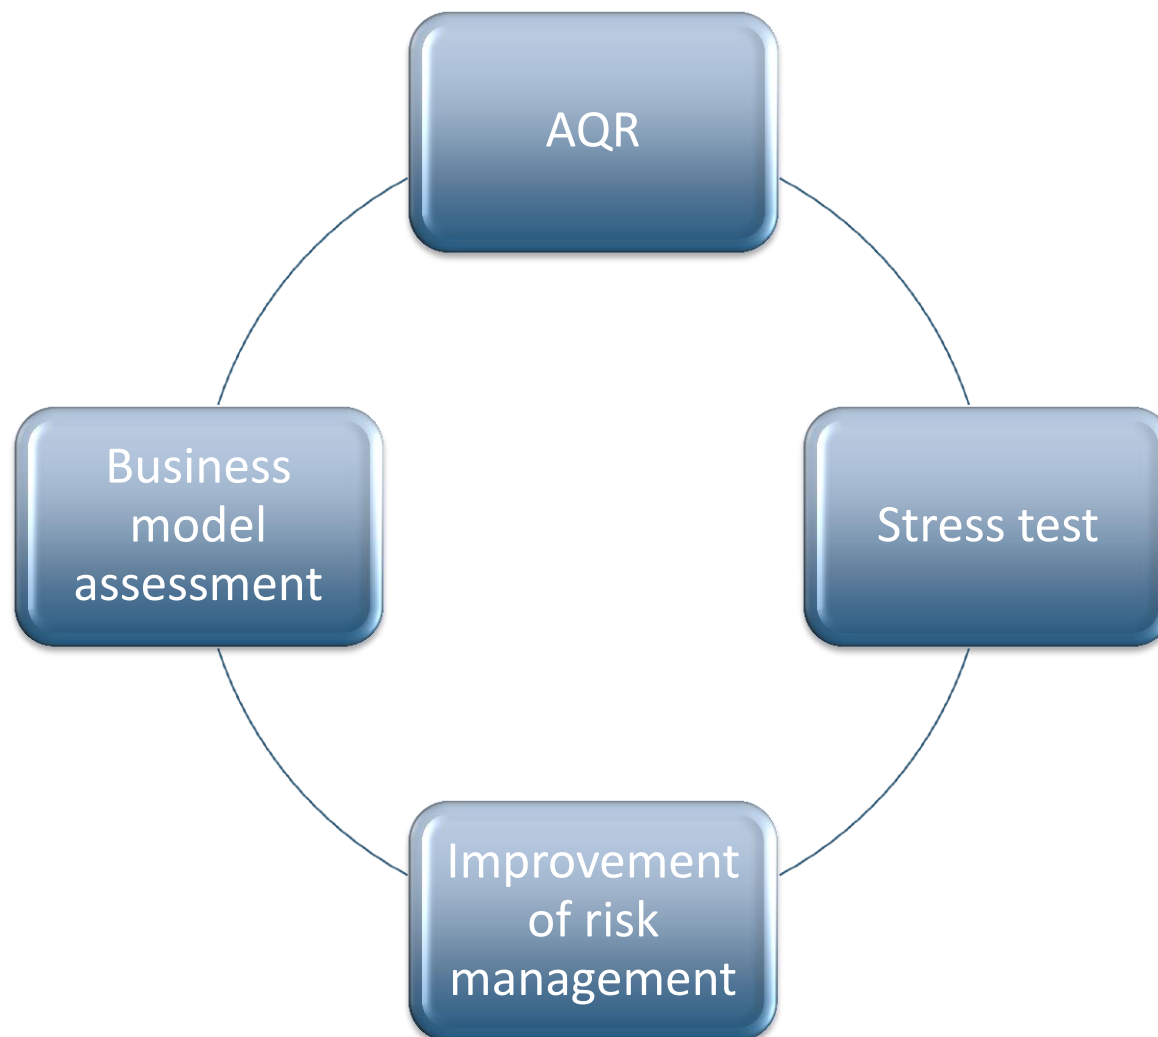 AQR
Business
model
assessment
Stress test
Improvement
of risk
management